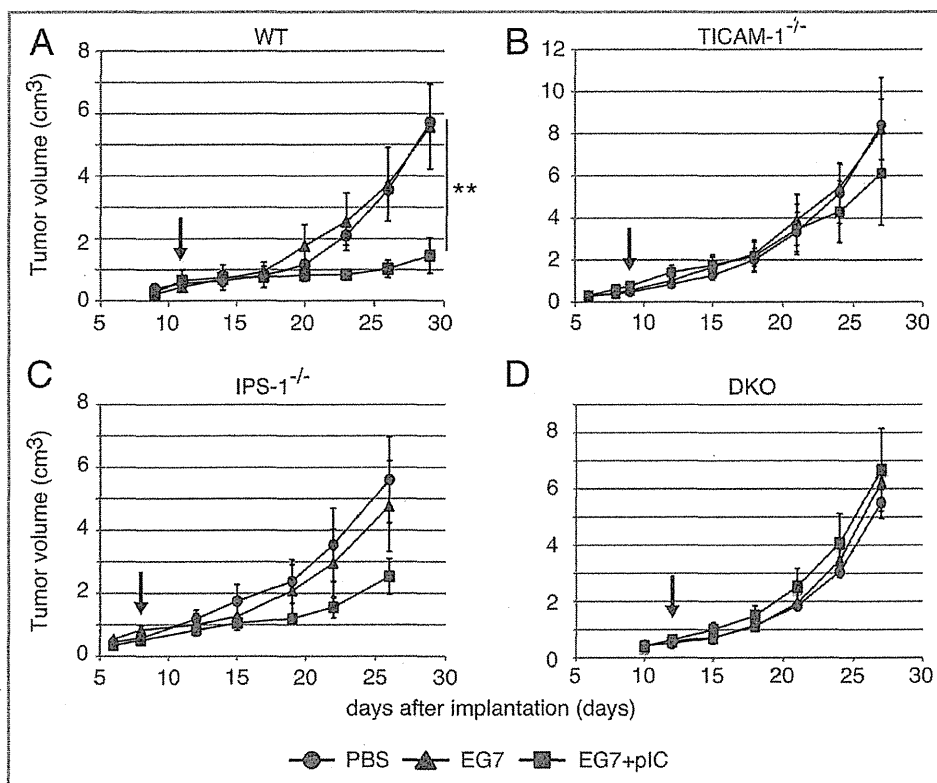 A
WT
8
6
4
2
0
Tumor volume (cm3)
**
5 10 15 20 25 30
B
TICAM-1-/-
12
10
8
6
4
2
0
5 10 15 20 25 30
C
IPS-1-/-
8
6
4
2
0
Tumor volume (cm3)
5 10 15 20 25 30
D
DKO
8
6
4
2
0
5 10 15 20 25 30
days after implantation (days)
PBS EG7 EG7+pIC